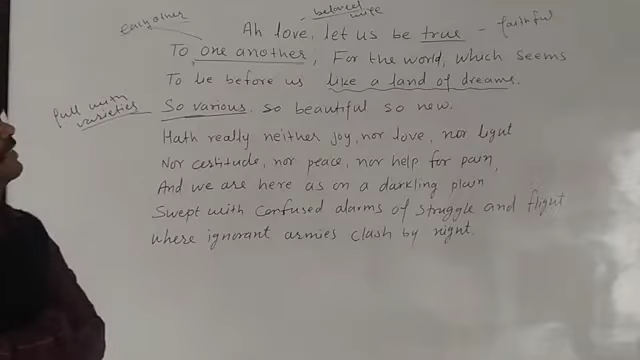 beloved
wife
each other
Ah love, let us be true - faithful
To one another, For the world, which seems
To lie before us like a land of dreams.
full with
varieties
So various, so beautiful so new.
Hath really neither joy, nor love, nor light
Nor cestitude, nor peace, nor help for pain,
And we are here as on a darkling plain
Swept with confused alarms of struggle and flight
where ignorant armies clash by night.